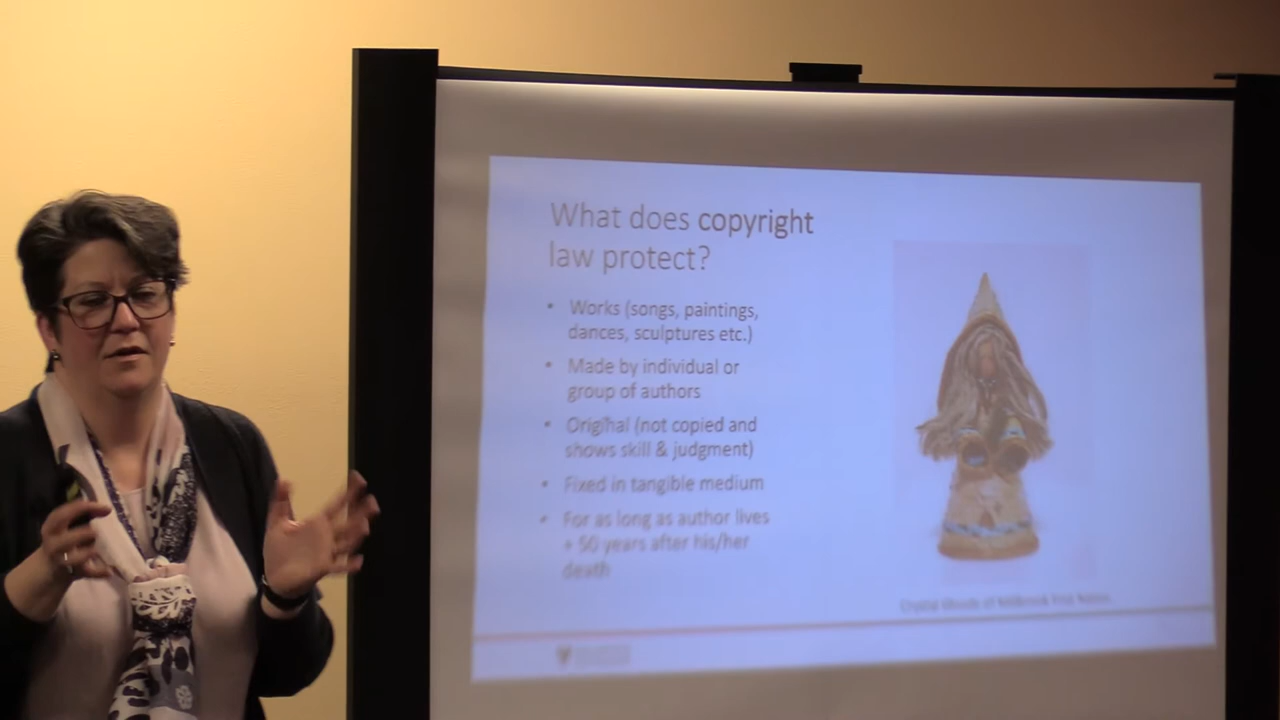 What does copyright
law protect?
• Works (songs, paintings,
dances, sculptures etc.)
• Made by individual or
group of authors
• Original (not copied and
shows skill & judgment)
• Fixed in tangible medium
• For as long as author lives
+ 50 years after his/her
death